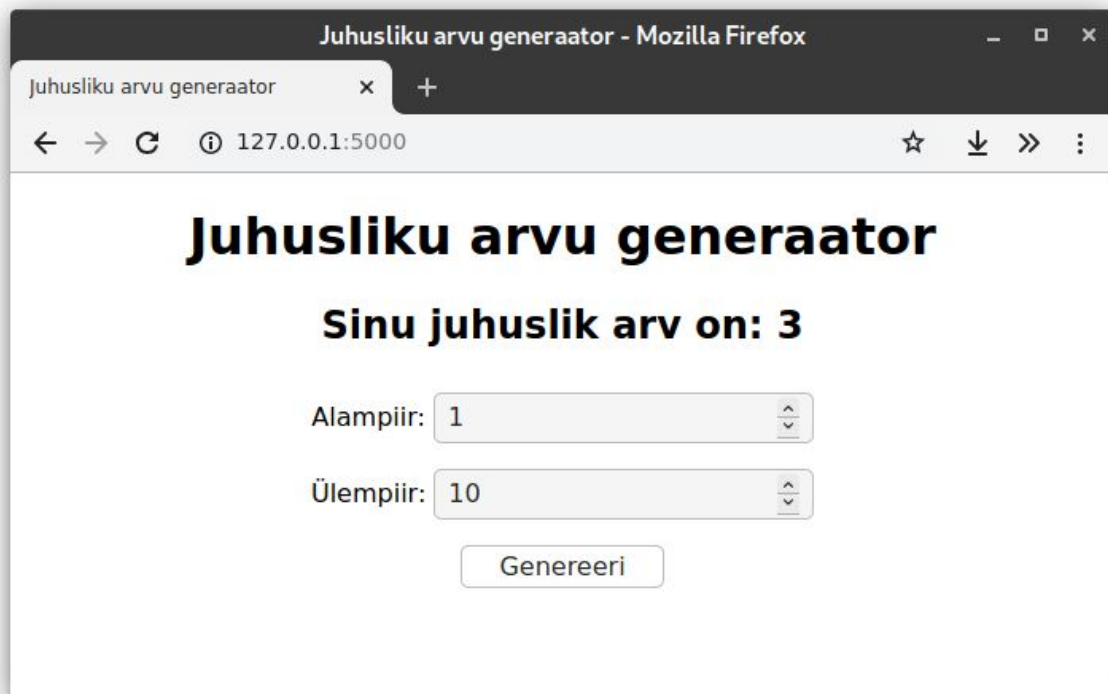 Juhusliku arvu generaator - Mozilla Firefox
Juhusliku arvu generaator
127.0.0.1:5000
Juhusliku arvu generaator
Sinu juhuslik arv on: 3
Alampiir: 1
Ülempiir: 10
Genereeri